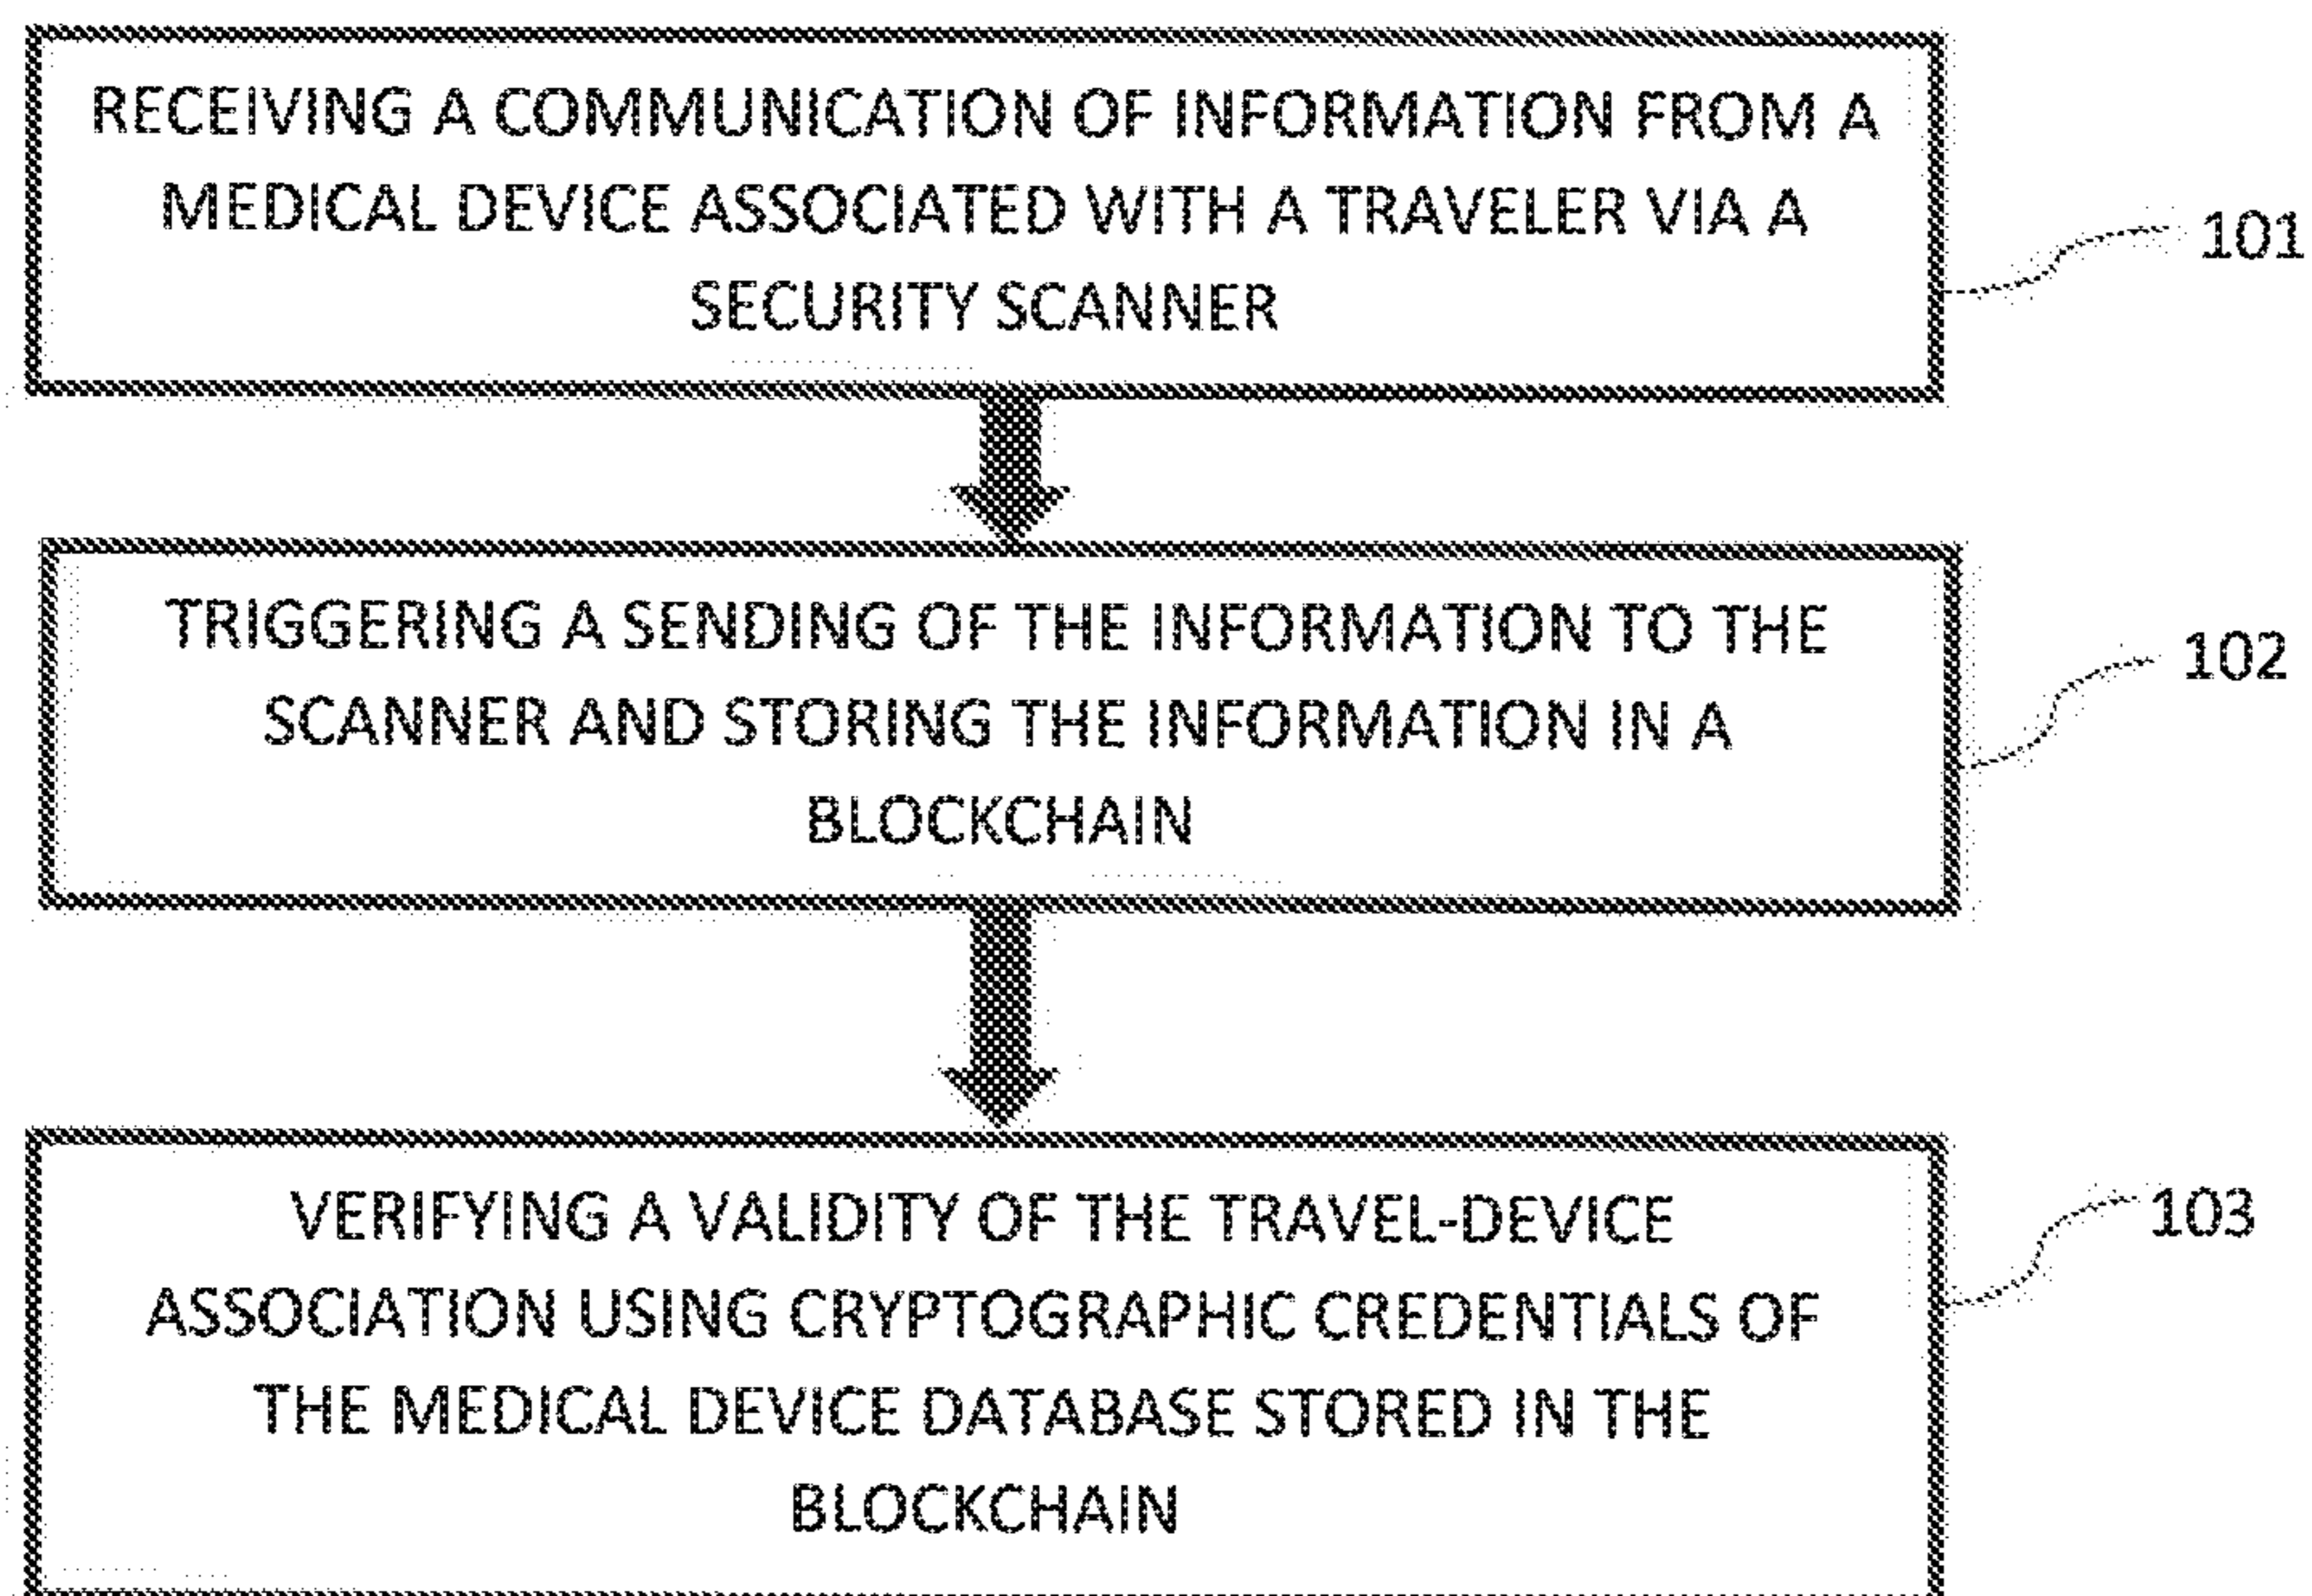 RECEIVING A COMMUNICATION OF INFORMATION FROM A
MEDICAL DEVICE ASSOCIATED WITH A TRAVELER VIA A
SECURITY SCANNER
101
TRIGGERING A SENDING OF THE INFORMATION TO THE
SCANNER AND STORING THE INFORMATION IN A
BLOCKCHAIN
102
VERIFYING A VALIDITY OF THE TRAVEL-DEVICE
ASSOCIATION USING CRYPTOGRAPHIC CREDENTIALS OF
THE MEDICAL DEVICE DATABASE STORED IN THE
BLOCKCHAIN
103